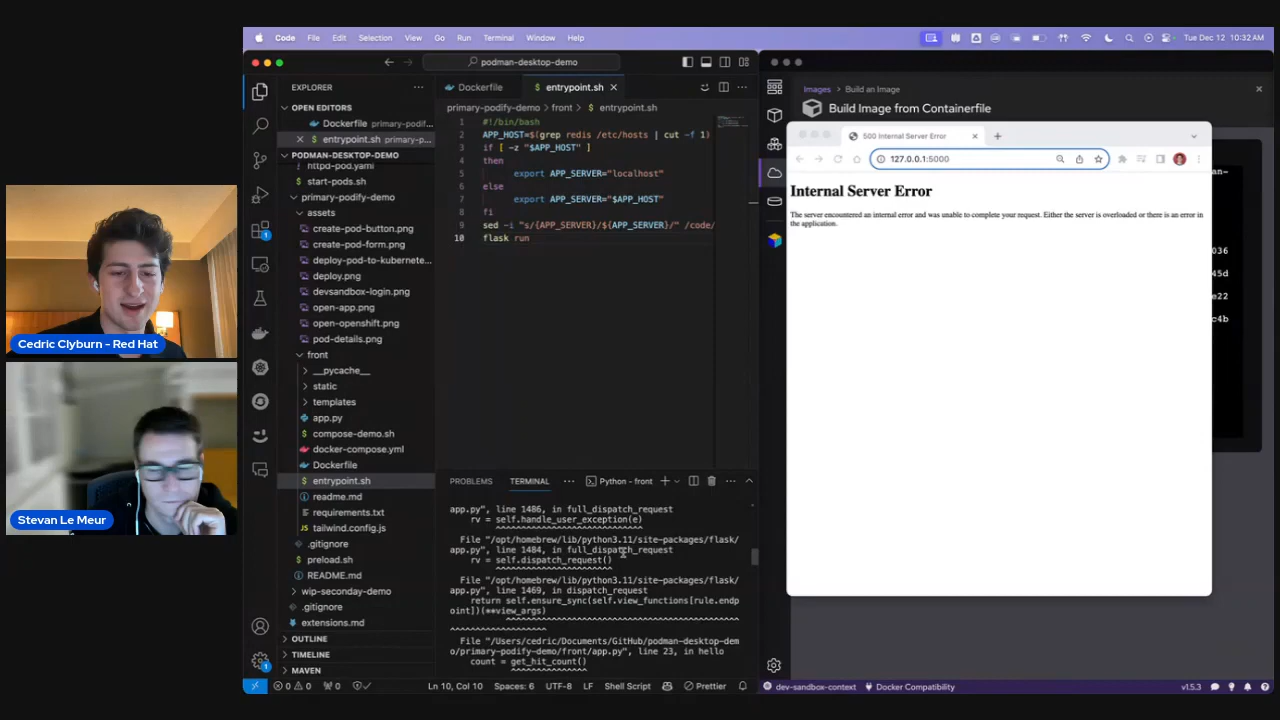 Code File Edit Selection View Go Run Terminal Window Help
Tue Dec 12 10:32 AM
podman-desktop-demo
EXPLORER
OPEN EDITORS
Dockerfile primary-podif...
entrypoint.sh primary-p...
PODMAN-DESKTOP-DEMO
httpd-pod.yaml
start-pods.sh
primary-podify-demo
assets
create-pod-button.png
create-pod-form.png
deploy-pod-to-kubernete...
deploy.png
devsandbox-login.png
open-app.png
open-openshift.png
pod-details.png
front
__pycache__
static
templates
app.py
compose-demo.sh
docker-compose.yml
Dockerfile
entrypoint.sh
readme.md
requirements.txt
tailwind.config.js
.gitignore
preload.sh
README.md
wip-seconday-demo
.gitignore
extensions.md
OUTLINE
TIMELINE
MAVEN
Dockerfile
entrypoint.sh
primary-podify-demo > front > entrypoint.sh
1 #!/bin/bash
2 APP_HOST=$(grep redis /etc/hosts | cut -f 1)
3 if [ -z "$APP_HOST" ]
4 then
5 export APP_SERVER="localhost"
6 else
7 export APP_SERVER="$APP_HOST"
8 fi
9 sed -i "s/{APP_SERVER}/${APP_SERVER}/" /code/
10 flask run
PROBLEMS TERMINAL ... Python - front
app.py", line 1486, in full_dispatch_request
rv = self.handle_user_exception(e)
^^^^^^^^^^^^^^^^^^^^^^^^^^^^^
File "/opt/homebrew/lib/python3.11/site-packages/flask/
app.py", line 1484, in full_dispatch_request
rv = self.dispatch_request()
^^^^^^^^^^^^^^^^^^^^^^^
File "/opt/homebrew/lib/python3.11/site-packages/flask/
app.py", line 1469, in dispatch_request
return self.ensure_sync(self.view_functions[rule.endp
oint])(**view_args)
File "/Users/cedric/Documents/GitHub/podman-desktop-dem
o/primary-podify-demo/front/app.py", line 23, in hello
count = get_hit_count()
^^^^^^^^^^^^^^^
0 0 0 Ln 10, Col 10 Spaces: 6 UTF-8 LF Shell Script Prettier
Images > Build an Image
Build Image from Containerfile
500 Internal Server Error
127.0.0.1:5000
Internal Server Error
The server encountered an internal error and was unable to complete your request. Either the server is overloaded or there is an error in
the application.
036
45d
e22
c4b
dev-sandbox-context Docker Compatibility v1.5.3
Cedric Clyburn - Red Hat
Stevan Le Meur